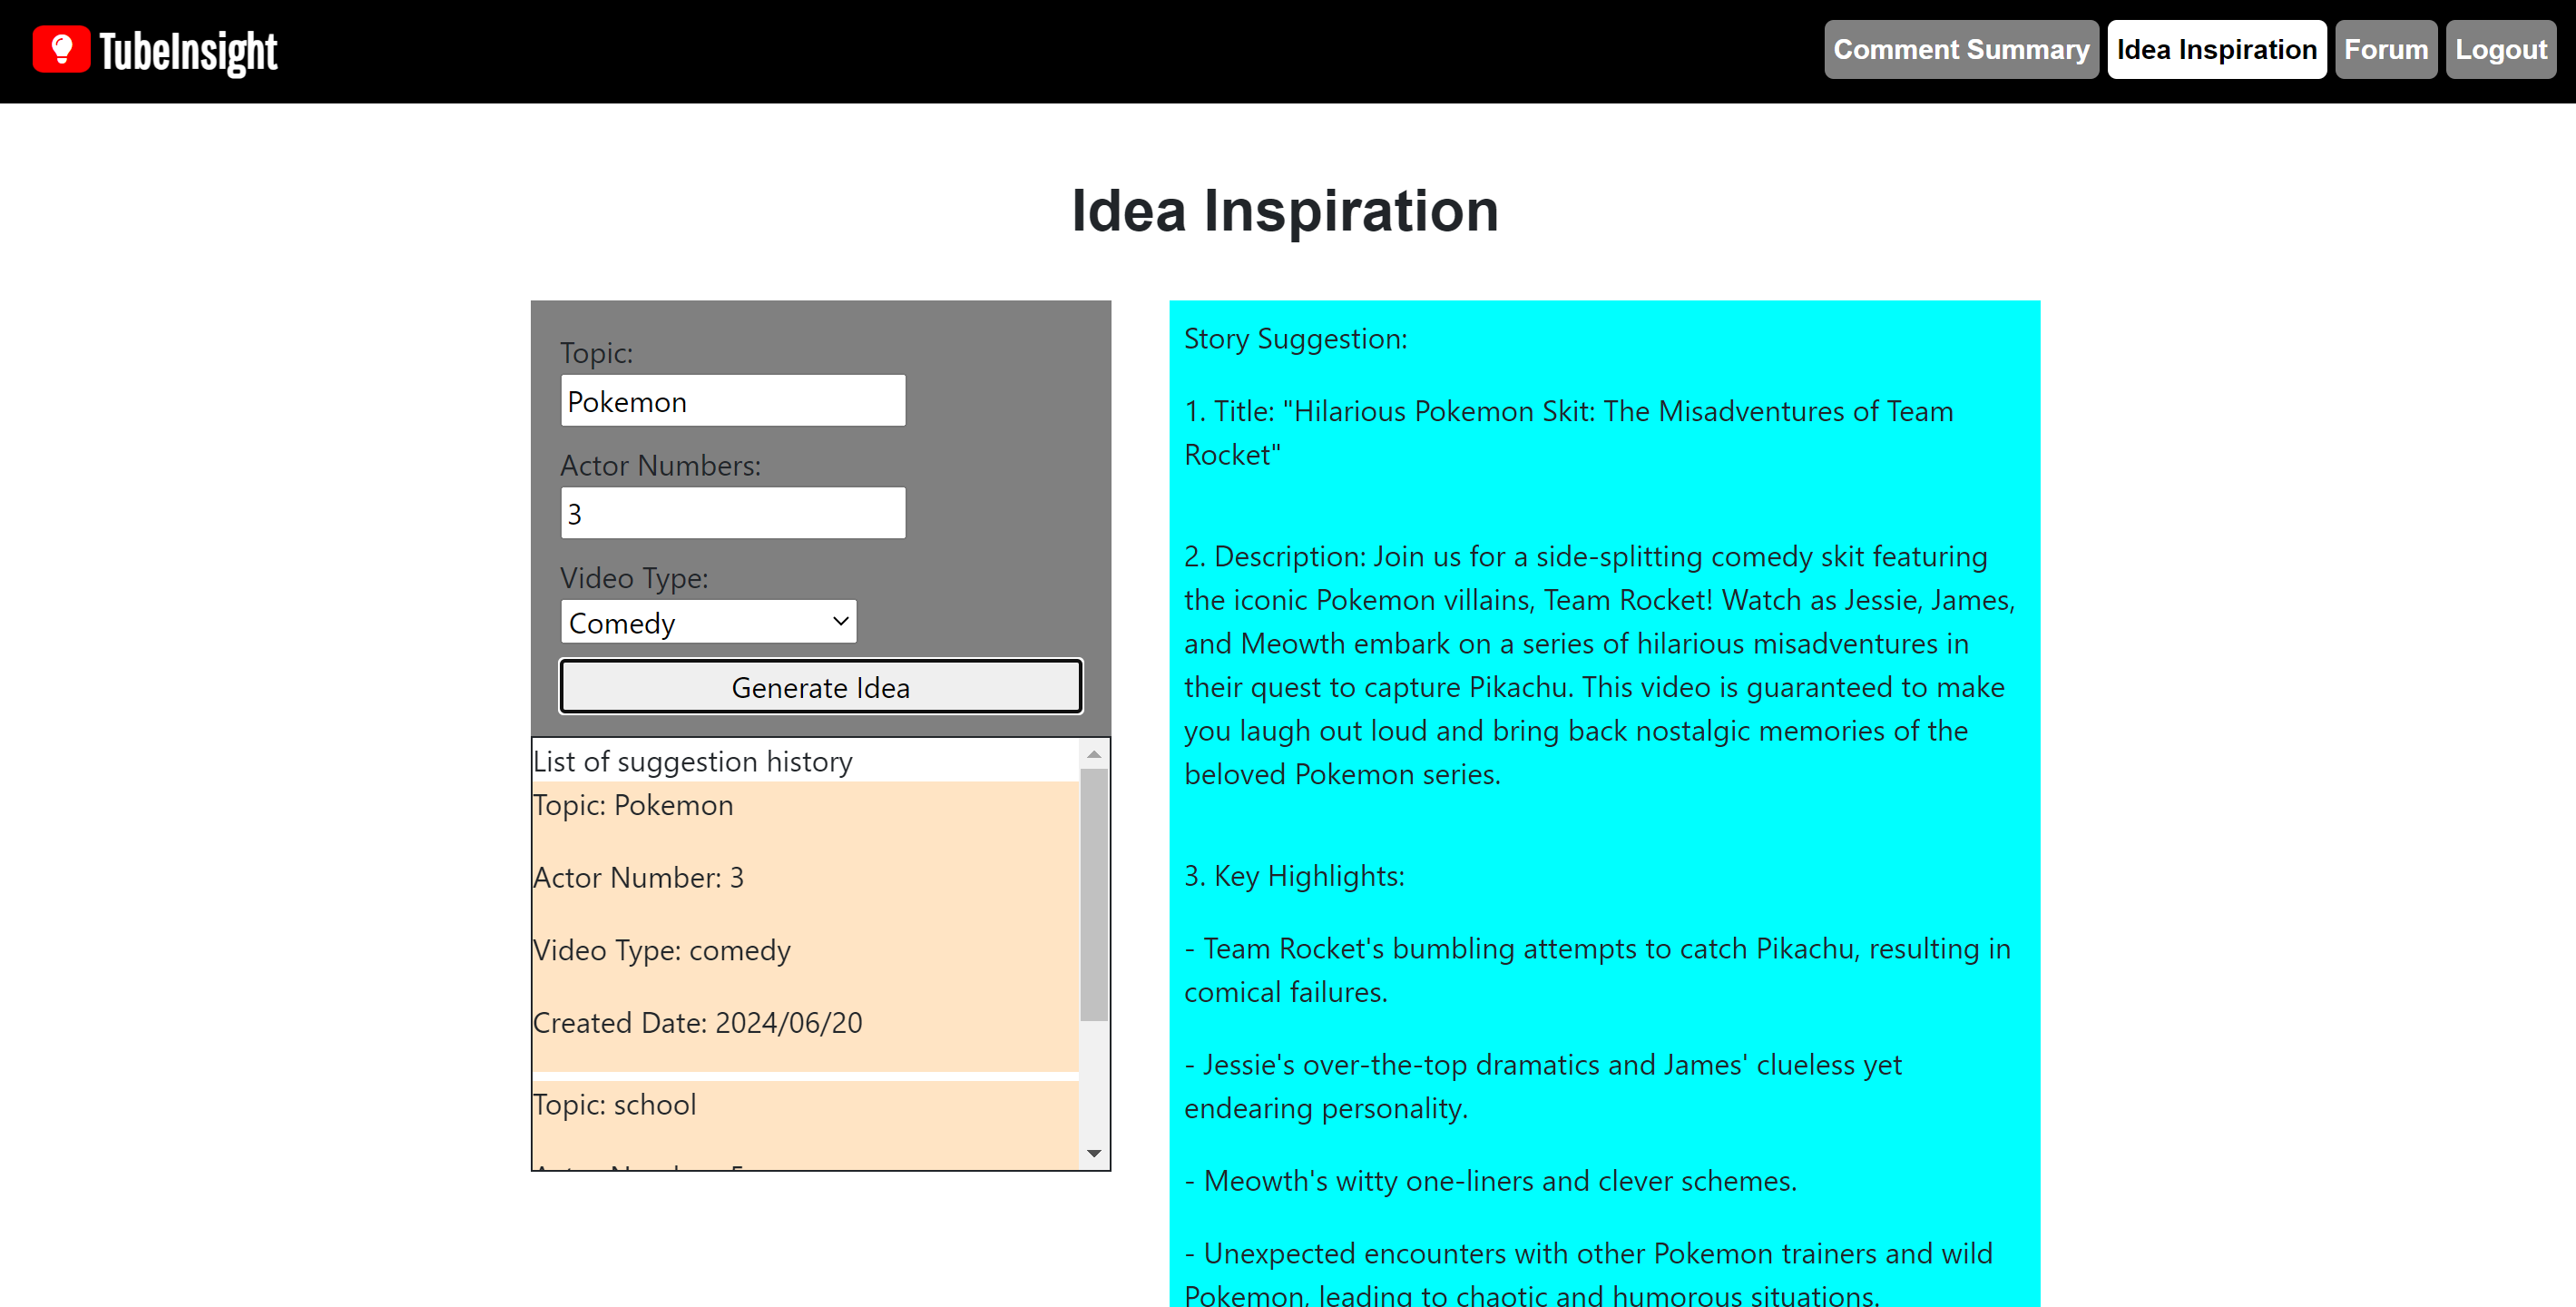 TubeInsight
Comment Summary
Idea Inspiration
Forum
Logout
Idea Inspiration
Topic:
Pokemon
Actor Numbers:
3
Video Type:
Comedy
Generate Idea
List of suggestion history
Topic: Pokemon
Actor Number: 3
Video Type: comedy
Created Date: 2024/06/20
Topic: school
Story Suggestion:
1. Title: "Hilarious Pokemon Skit: The Misadventures of Team
Rocket"
2. Description: Join us for a side-splitting comedy skit featuring
the iconic Pokemon villains, Team Rocket! Watch as Jessie, James,
and Meowth embark on a series of hilarious misadventures in
their quest to capture Pikachu. This video is guaranteed to make
you laugh out loud and bring back nostalgic memories of the
beloved Pokemon series.
3. Key Highlights:
- Team Rocket's bumbling attempts to catch Pikachu, resulting in
comical failures.
- Jessie's over-the-top dramatics and James' clueless yet
endearing personality.
- Meowth's witty one-liners and clever schemes.
- Unexpected encounters with other Pokemon trainers and wild
Pokemon, leading to chaotic and humorous situations.